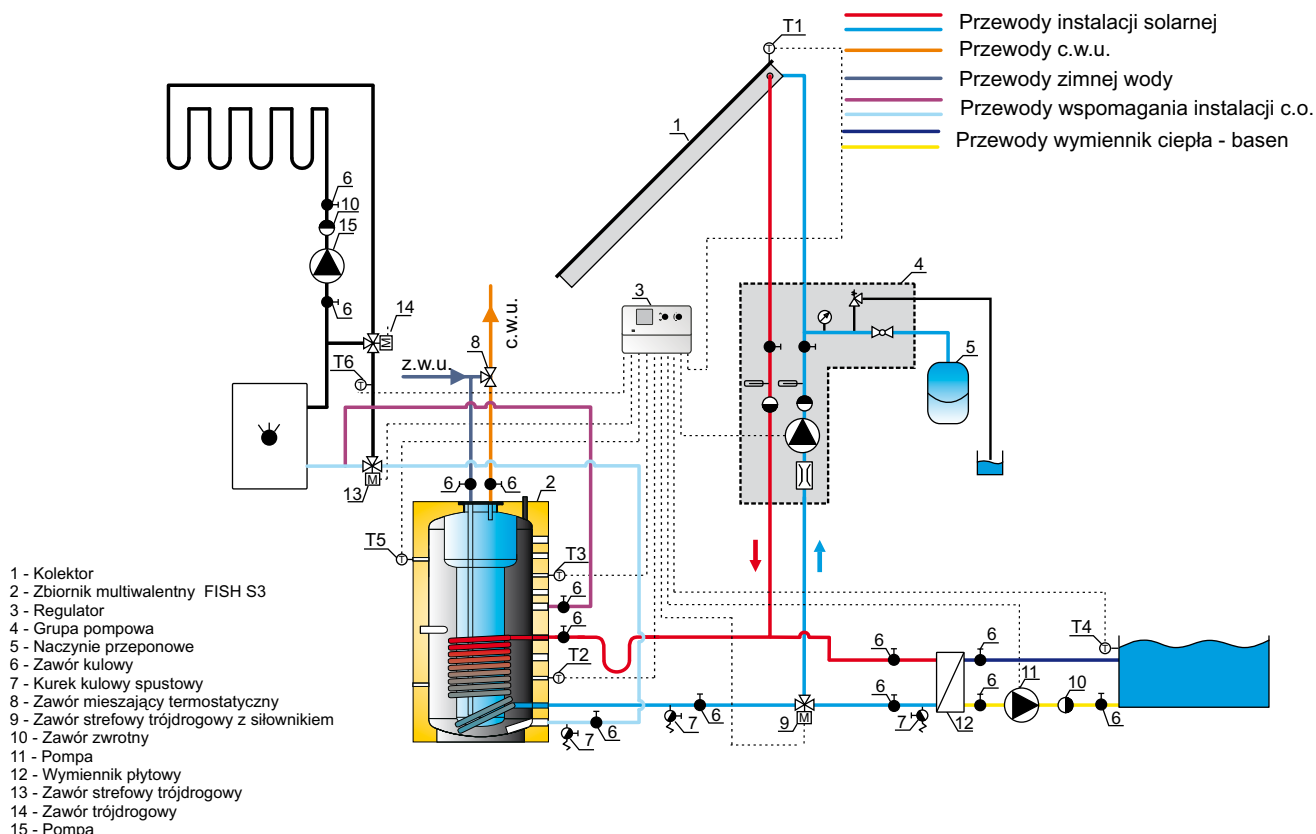 T1
Przewody instalacji solarnej
Przewody c.w.u.
Przewody zimnej wody
Przewody wspomagania instalacji c.o.
Przewody wymiennik ciepła - basen
1
6
10
15
6
14
M
3
4
5
8
c.w.u.
z.w.u.
T6
T
T
M
13
6
6
2
T5
T
T3
T
6
6
T2
T
6
6
T4
T
11
10
6
6
7
6
7
6
9
M
6
7
12
1 - Kolektor
2 - Zbiornik multiwalentny FISH S3
3 - Regulator
4 - Grupa pompowa
5 - Naczynie przeponowe
6 - Zawór kulowy
7 - Kurek kulowy spustowy
8 - Zawór mieszający termostatyczny
9 - Zawór strefowy trójdrogowy z siłownikiem
10 - Zawór zwrotny
11 - Pompa
12 - Wymiennik płytowy
13 - Zawór strefowy trójdrogowy
14 - Zawór trójdrogowy
15 - Pompa